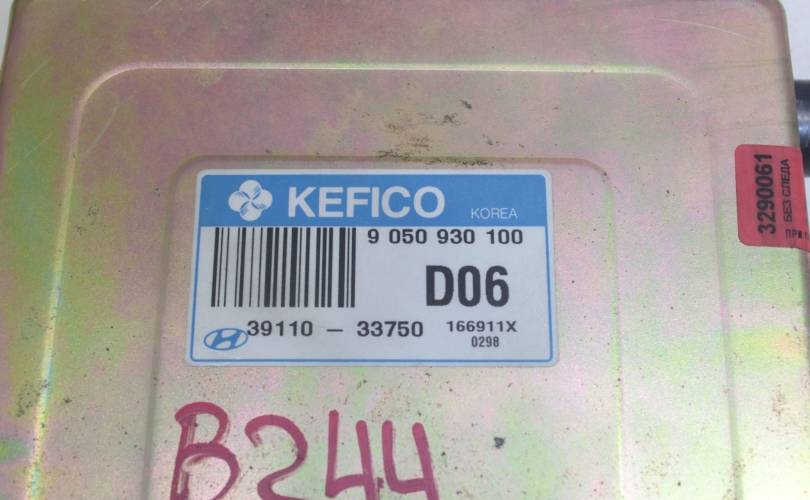 KEFICO KOREA
9 050 930 100
D06
39110 – 33750 166911X
0298
B244
3290061
БЕЗ СЛЕДА